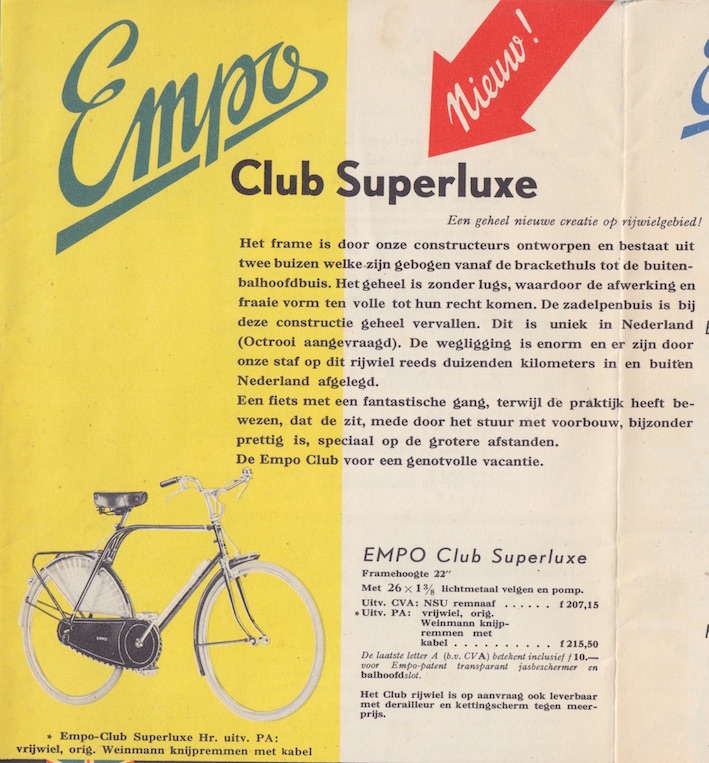 Empo
Nieuw!
Club Superluxe
Een geheel nieuwe creatie op rijwielgebied!
Het frame is door onze constructeurs ontworpen en bestaat uit
twee buizen welke zijn gebogen vanaf de brackethuls tot de buiten-
balhoofdbuis. Het geheel is zonder lugs, waardoor de afwerking en
fraaie vorm ten volle tot hun recht komen. De zadelpenbuis is bij
deze constructie geheel vervallen. Dit is uniek in Nederland
(Octrooi aangevraagd). De wegligging is enorm en er zijn door
onze staf op dit rijwiel reeds duizenden kilometers in en buiten
Nederland afgelegd.
Een fiets met een fantastische gang, terwijl de praktijk heeft be-
wezen, dat de zit, mede door het stuur met voorbouw, bijzonder
prettig is, speciaal op de grotere afstanden.
De Empo Club voor een genotvolle vacantie.
EMPO
EMPO Club Superluxe
Framehoogte 22"
Met 26 × 1 3/8 lichtmetaal velgen en pomp.
Uitv. CVA: NSU remnaaf . . . . . . f 207,15
*Uitv. PA: vrijwiel, orig.
Weinmann knijp-
remmen met
kabel . . . . . . . . . . f 215,50
De laatste letter A (b.v. CVA) betekent inclusief f 10.—
voor Empo-patent transparant jasbeschermer en
balhoofdslot.
Het Club rijwiel is op aanvraag ook leverbaar
met derailleur en kettingscherm tegen meer-
prijs.
* Empo-Club Superluxe Hr. uitv. PA:
vrijwiel, orig. Weinmann knijpremmen met kabel